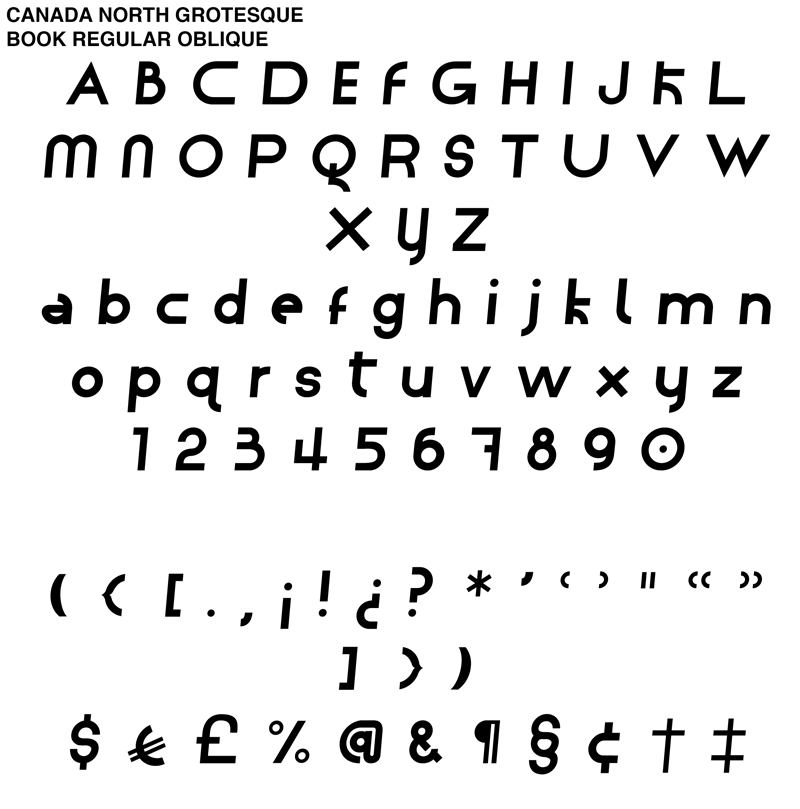 CANADA NORTH GROTESQUE
BOOK REGULAR OBLIQUE
A B C D E F G H I J K L
M N O P Q R S T U V W
X Y Z
a b c d e f g h i j k l m n
o p q r s t u v w x y z
1 2 3 4 5 6 7 8 9 0
( { [ . , ¡ ! ¿ ? * ' ‘ ’ " “ ”
] } )
$ € £ % @ & ¶ § ¢ † ‡